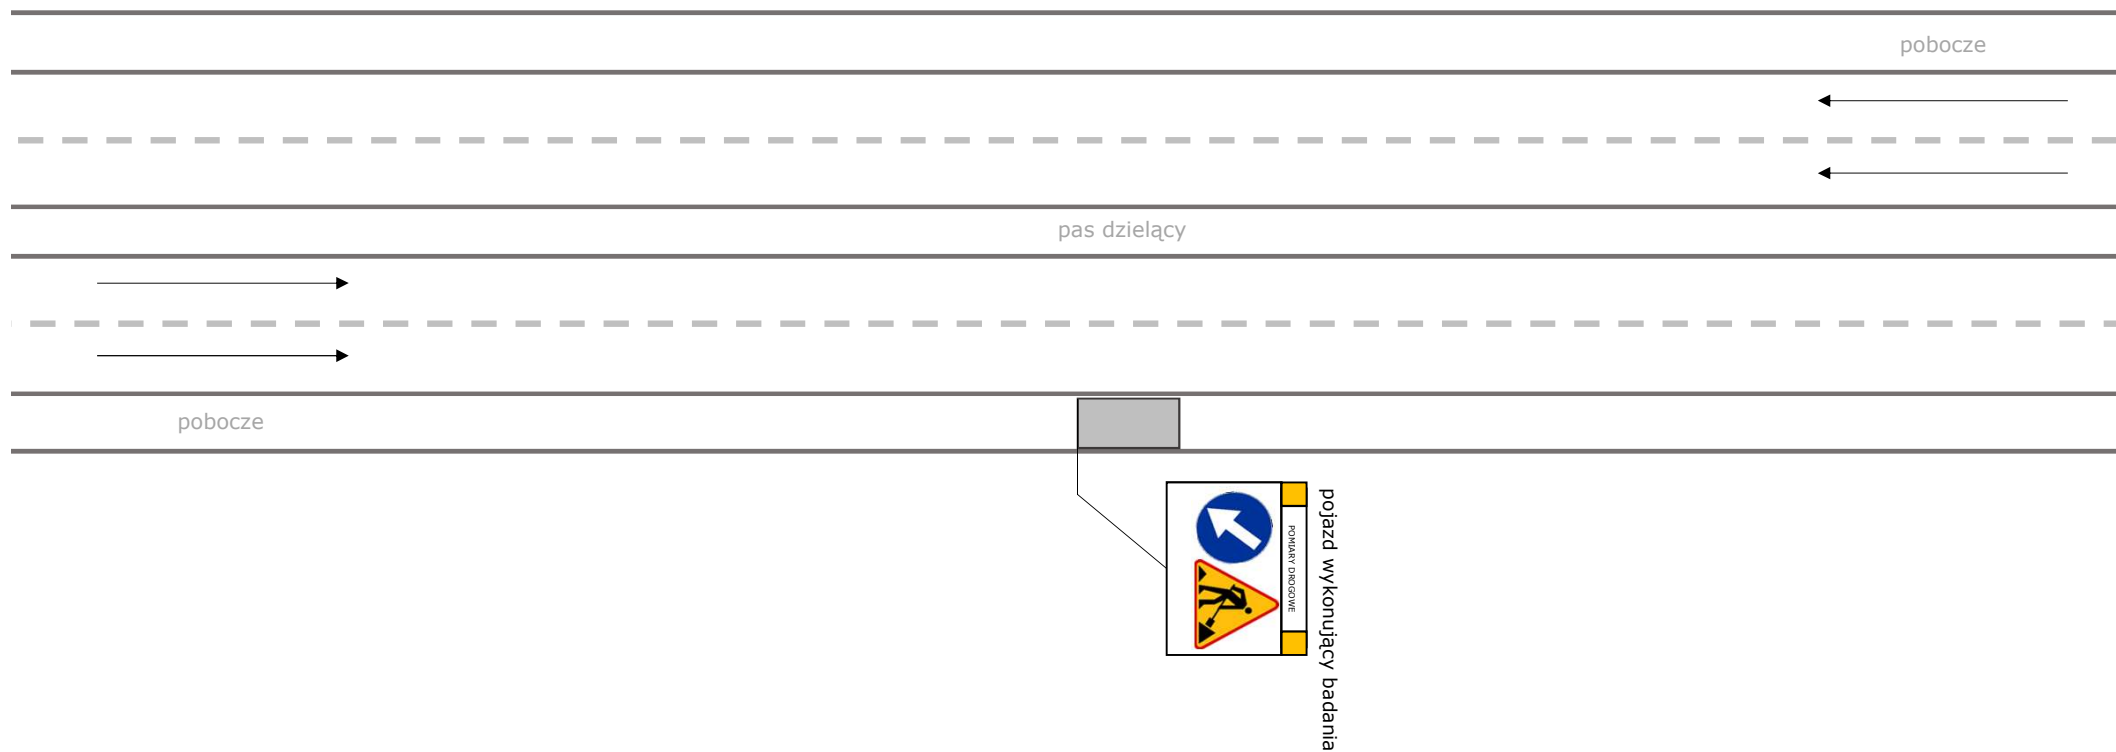 pobocze
pas dzielący
pobocze
POMIARY DROGOWE
pojazd wykonujący badania